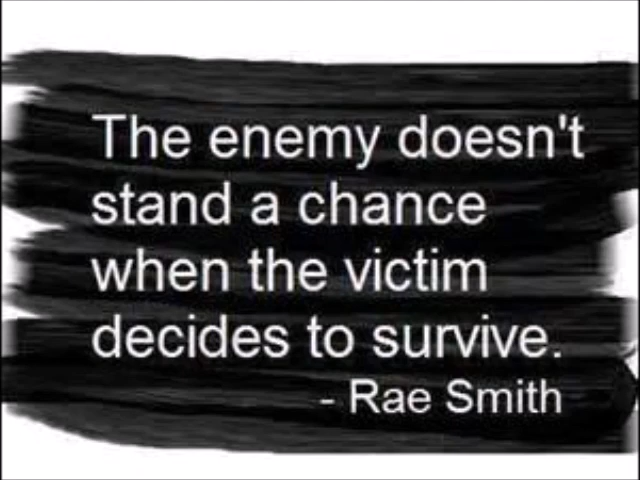 The enemy doesn't
stand a chance
when the victim
decides to survive.
- Rae Smith